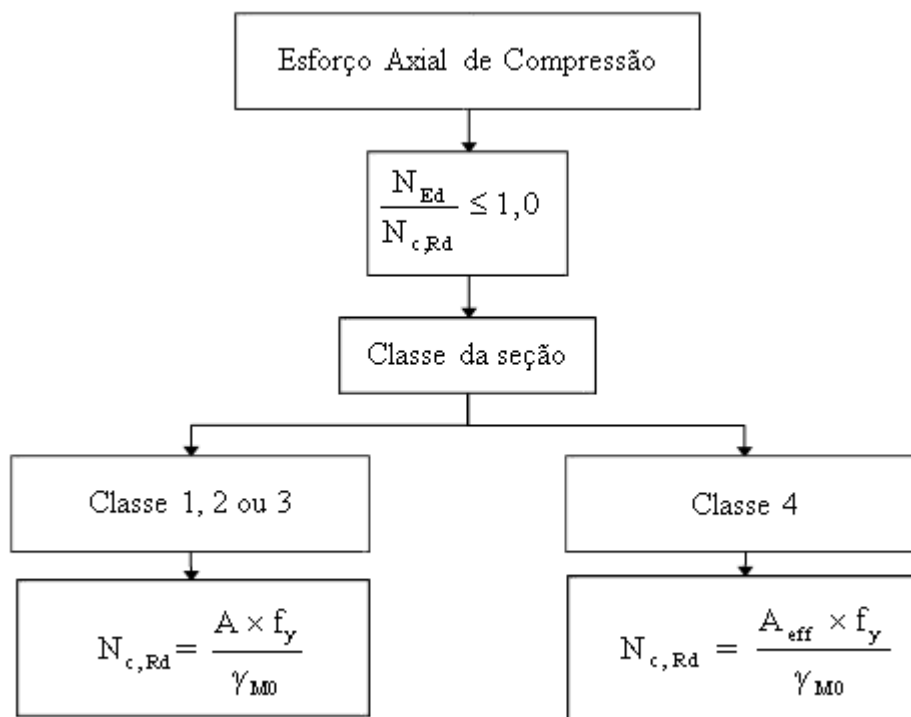 Esforço Axial de Compressão
N_Ed / N_c,Rd ≤ 1,0
Classe da seção
Classe 1, 2 ou 3
Classe 4
N_c,Rd = A × f_y / γ_M0
N_c,Rd = A_eff × f_y / γ_M0